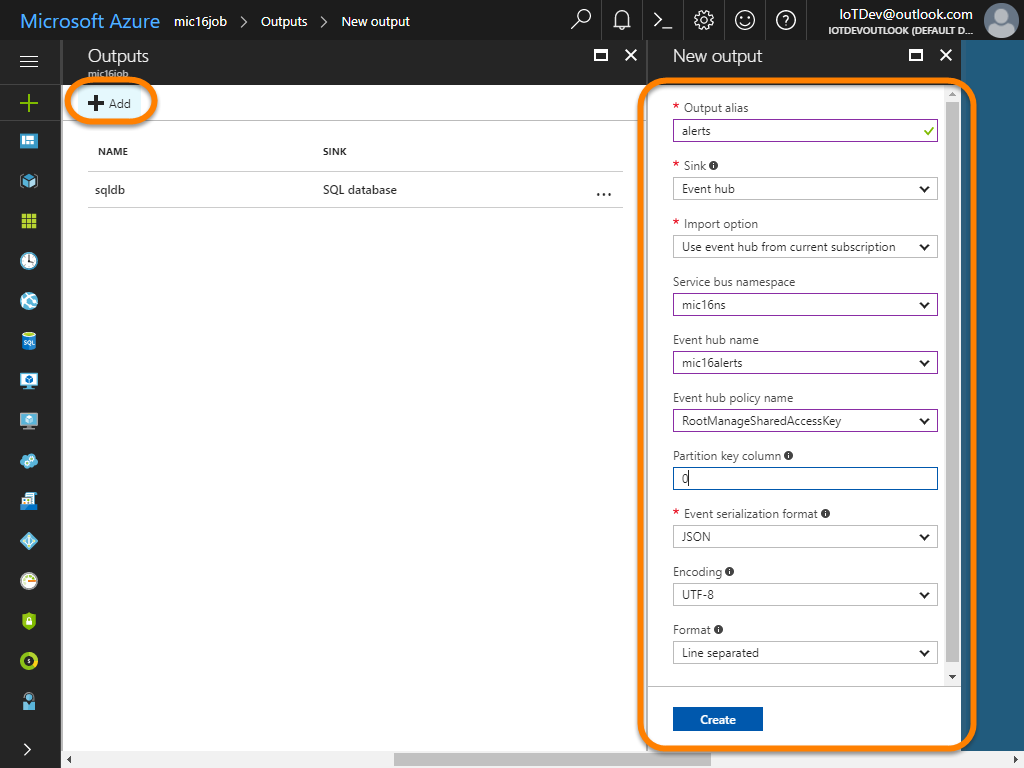 Microsoft Azure mic16job > Outputs > New output
IoTDev@outlook.com
IOTDEVOUTLOOK (DEFAULT D...
Outputs
mic16job
Add
NAME SINK
sqldb SQL database ...
New output
* Output alias
alerts
* Sink
Event hub
* Import option
Use event hub from current subscription
Service bus namespace
mic16ns
Event hub name
mic16alerts
Event hub policy name
RootManageSharedAccessKey
Partition key column
0
* Event serialization format
JSON
Encoding
UTF-8
Format
Line separated
Create
SQL